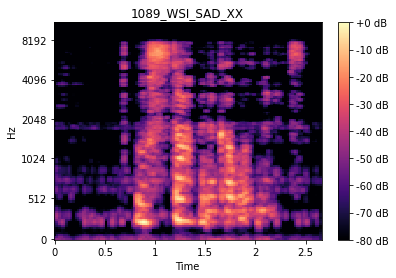 1089_WSI_SAD_XX
+0 dB
8192
-10 dB
4096
-20 dB
-30 dB
2048
Hz
-40 dB
1024
-50 dB
512
-60 dB
-70 dB
0
-80 dB
0 0.5 1 1.5 2 2.5
Time